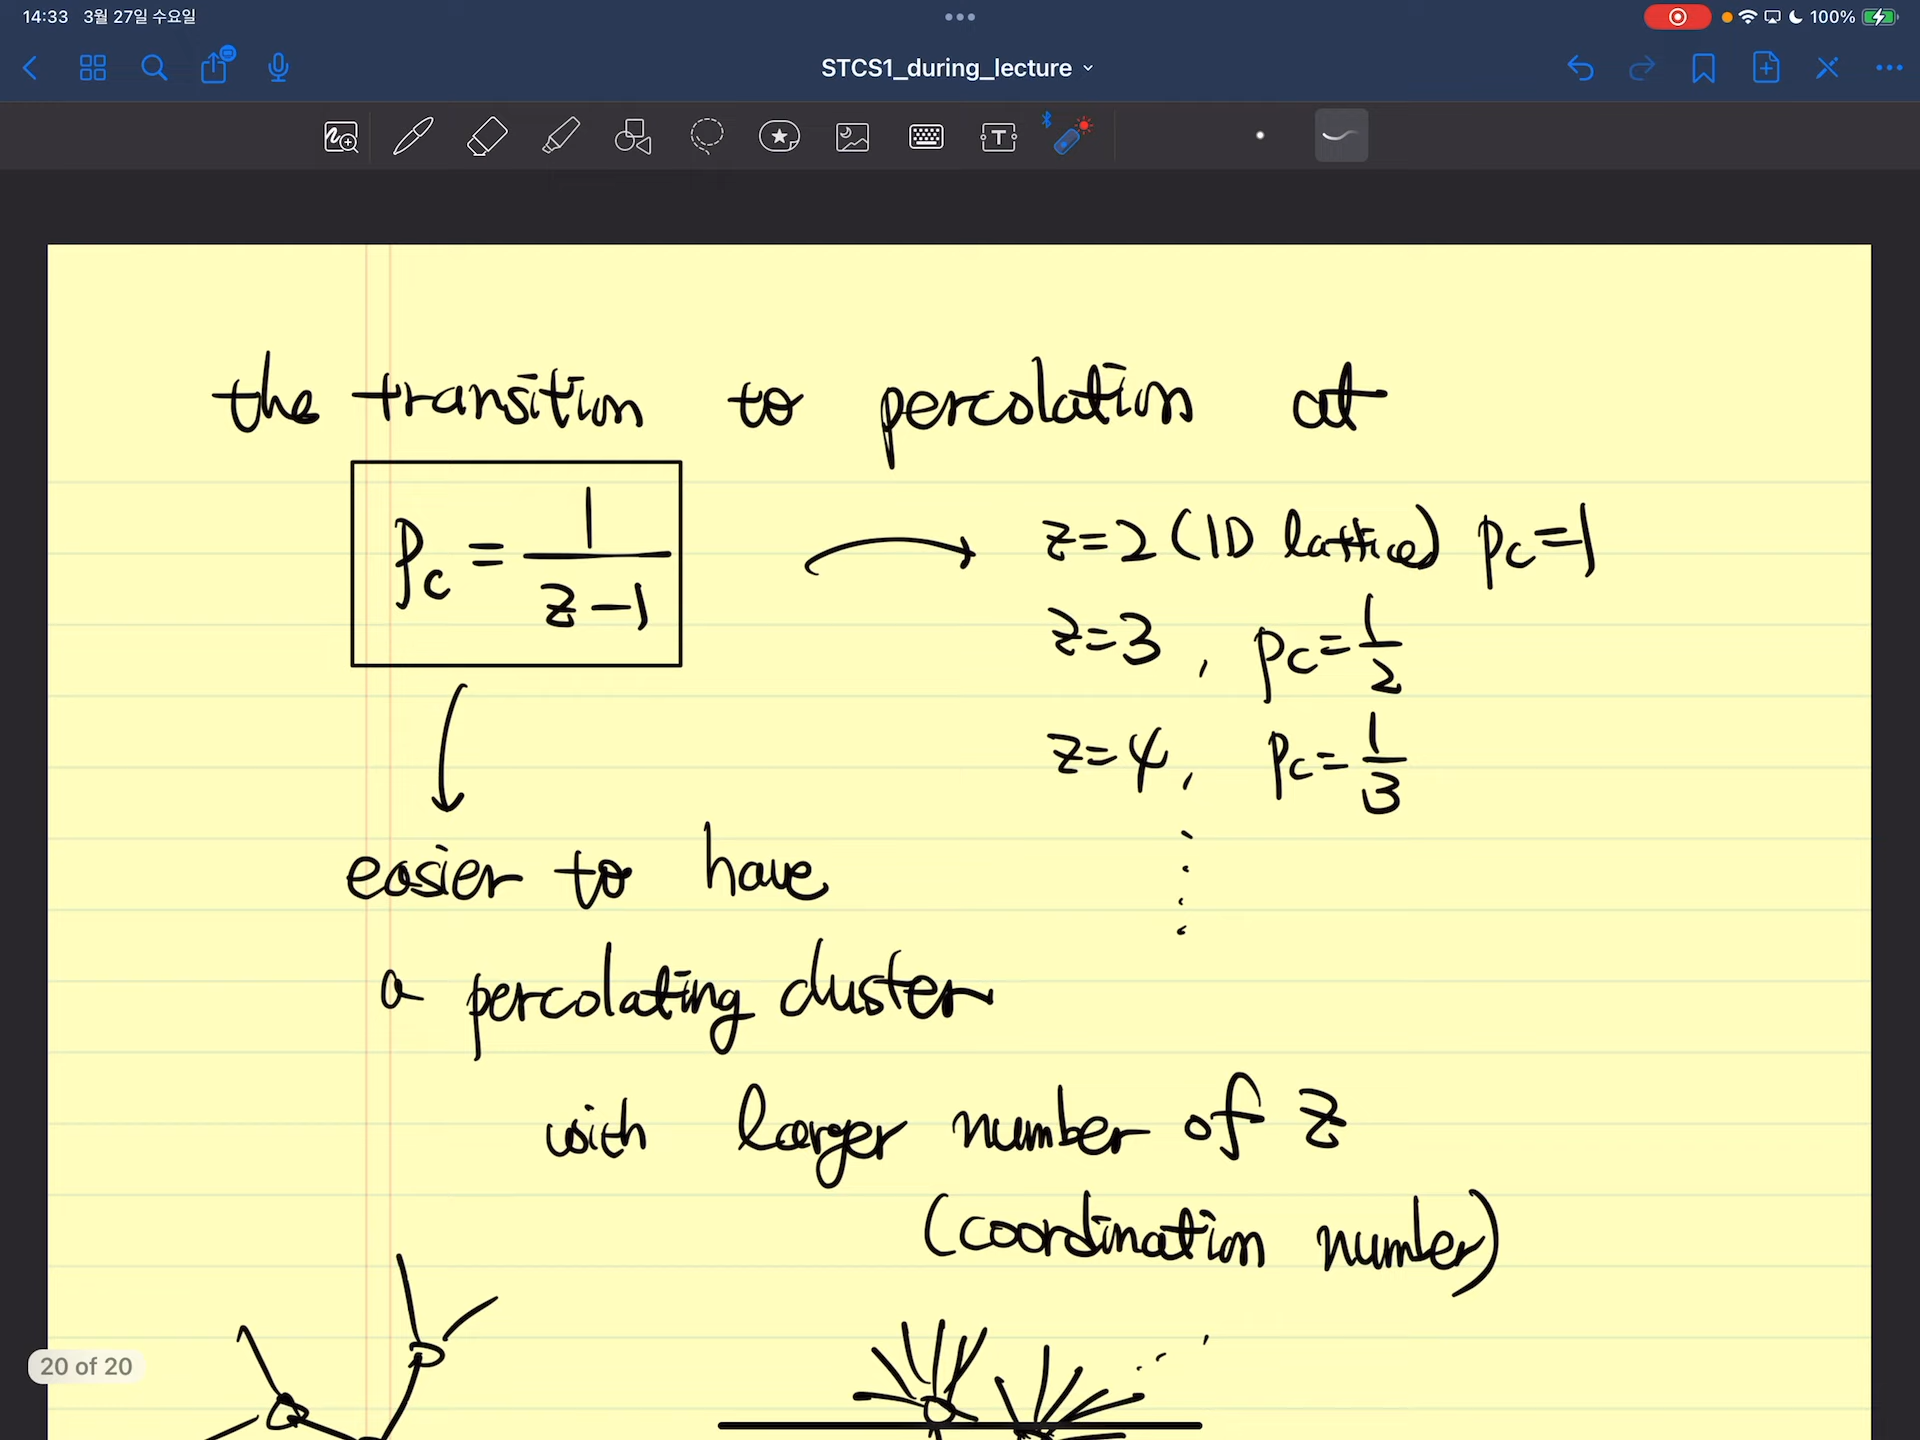 14:33 3월 27일 수요일
100%
STCS1_during_lecture
T
the transition to percolation at
Pc = 1/(z-1)
z=2 (1D lattice) Pc=1
z=3, Pc=1/2
z=4, Pc=1/3
easier to have
a percolating cluster
with larger number of z
(coordination number)
20 of 20